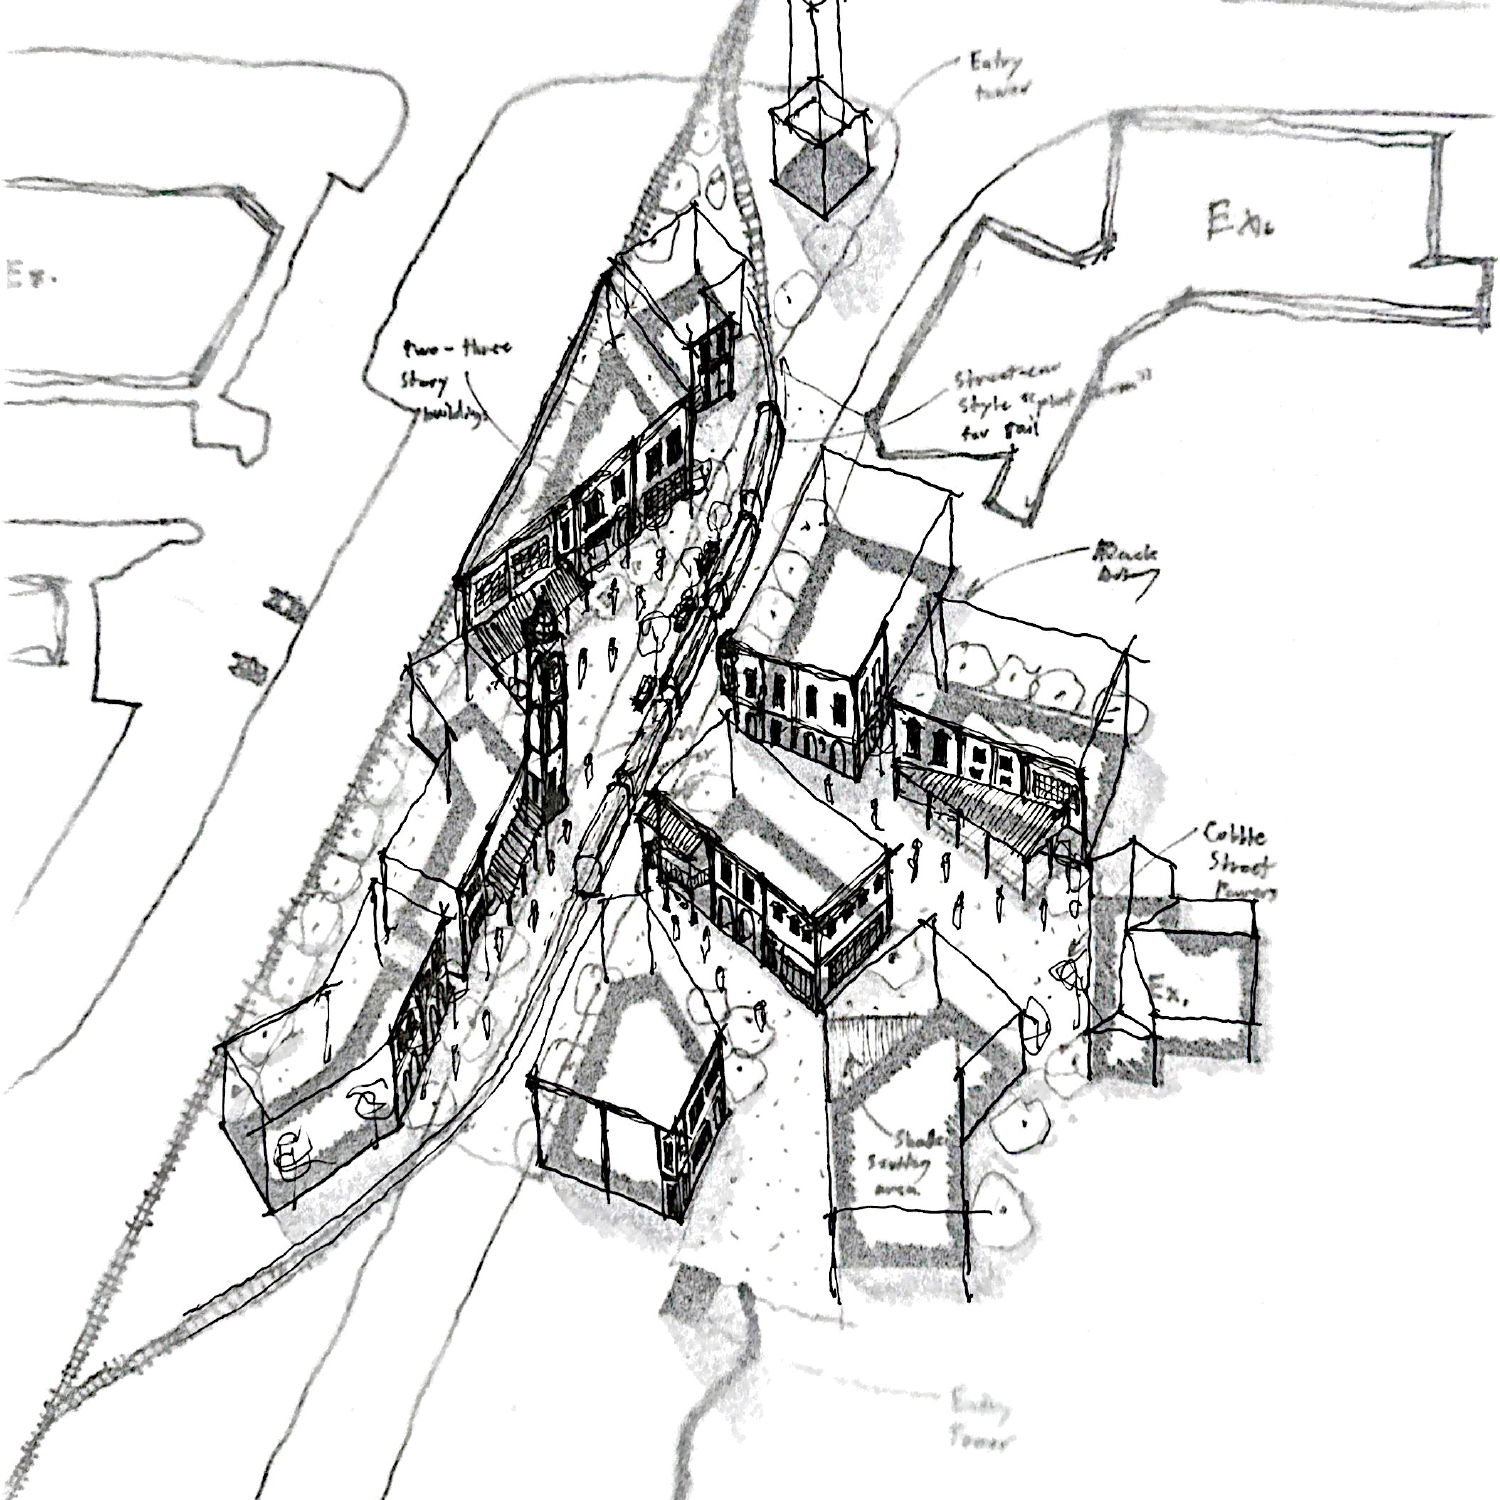 Entry
tower
Ex.
Ex.
two-three
story
buildings
Streetcar
style
for rail
Cobble
Street
Pavers
Ex.
Shade
area
Entry
Tower